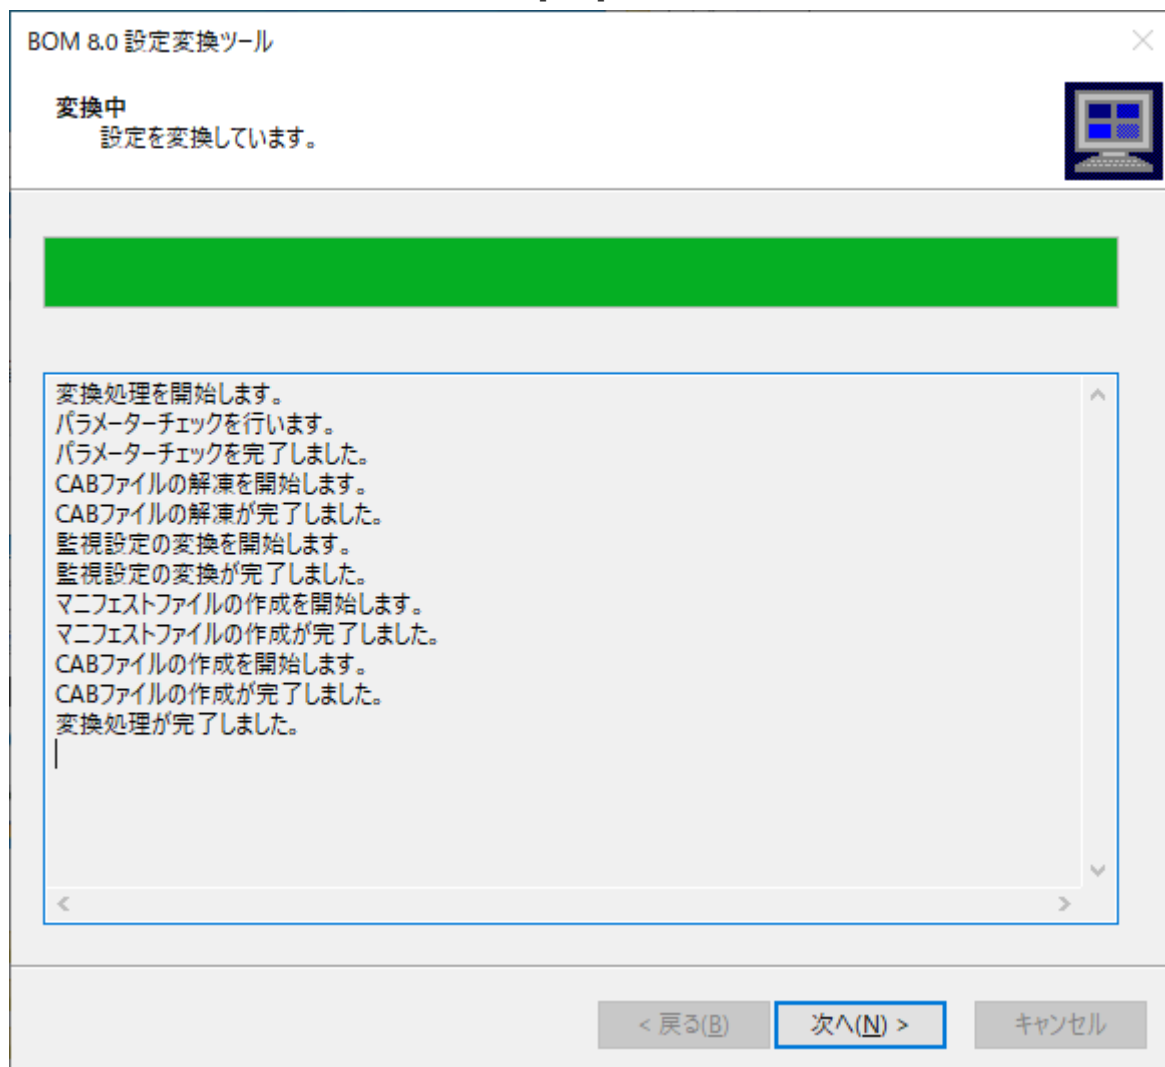 BOM 8.0 設定変換ツール
変換中
設定を変換しています。
変換処理を開始します。
パラメーターチェックを行います。
パラメーターチェックを完了しました。
CABファイルの解凍を開始します。
CABファイルの解凍が完了しました。
監視設定の変換を開始します。
監視設定の変換が完了しました。
マニフェストファイルの作成を開始します。
マニフェストファイルの作成が完了しました。
CABファイルの作成を開始します。
CABファイルの作成が完了しました。
変換処理が完了しました。
< 戻る(B)
次へ(N) >
キャンセル